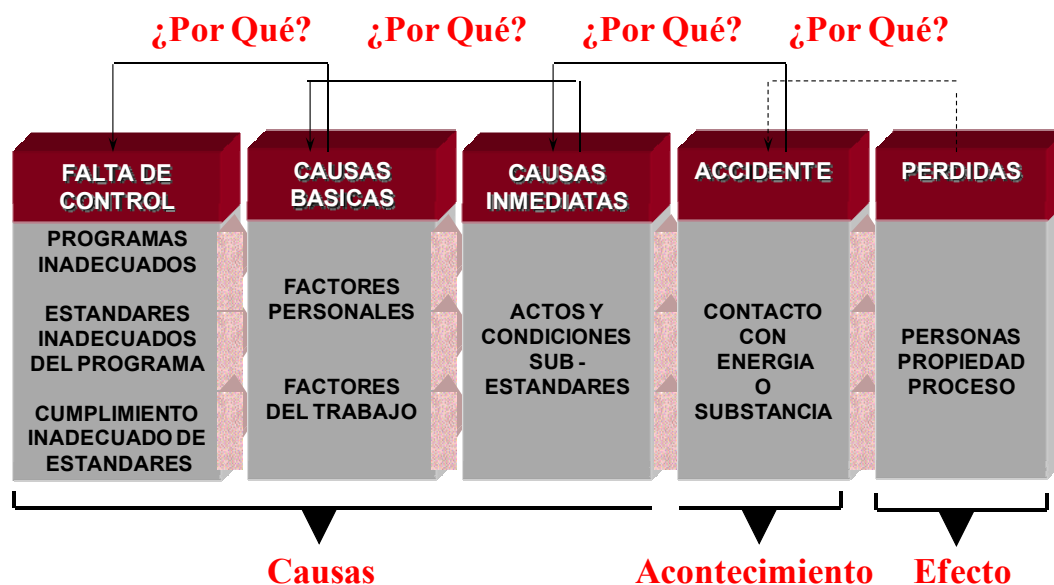 ¿Por Qué? ¿Por Qué? ¿Por Qué? ¿Por Qué?
FALTA DE
CONTROL
PROGRAMAS
INADECUADOS
ESTANDARES
INADECUADOS
DEL PROGRAMA
CUMPLIMIENTO
INADECUADO DE
ESTANDARES
CAUSAS
BASICAS
FACTORES
PERSONALES
FACTORES
DEL TRABAJO
CAUSAS
INMEDIATAS
ACTOS Y
CONDICIONES
SUB -
ESTANDARES
ACCIDENTE
CONTACTO
CON
ENERGIA
O
SUBSTANCIA
PERDIDAS
PERSONAS
PROPIEDAD
PROCESO
Causas
Acontecimiento
Efecto